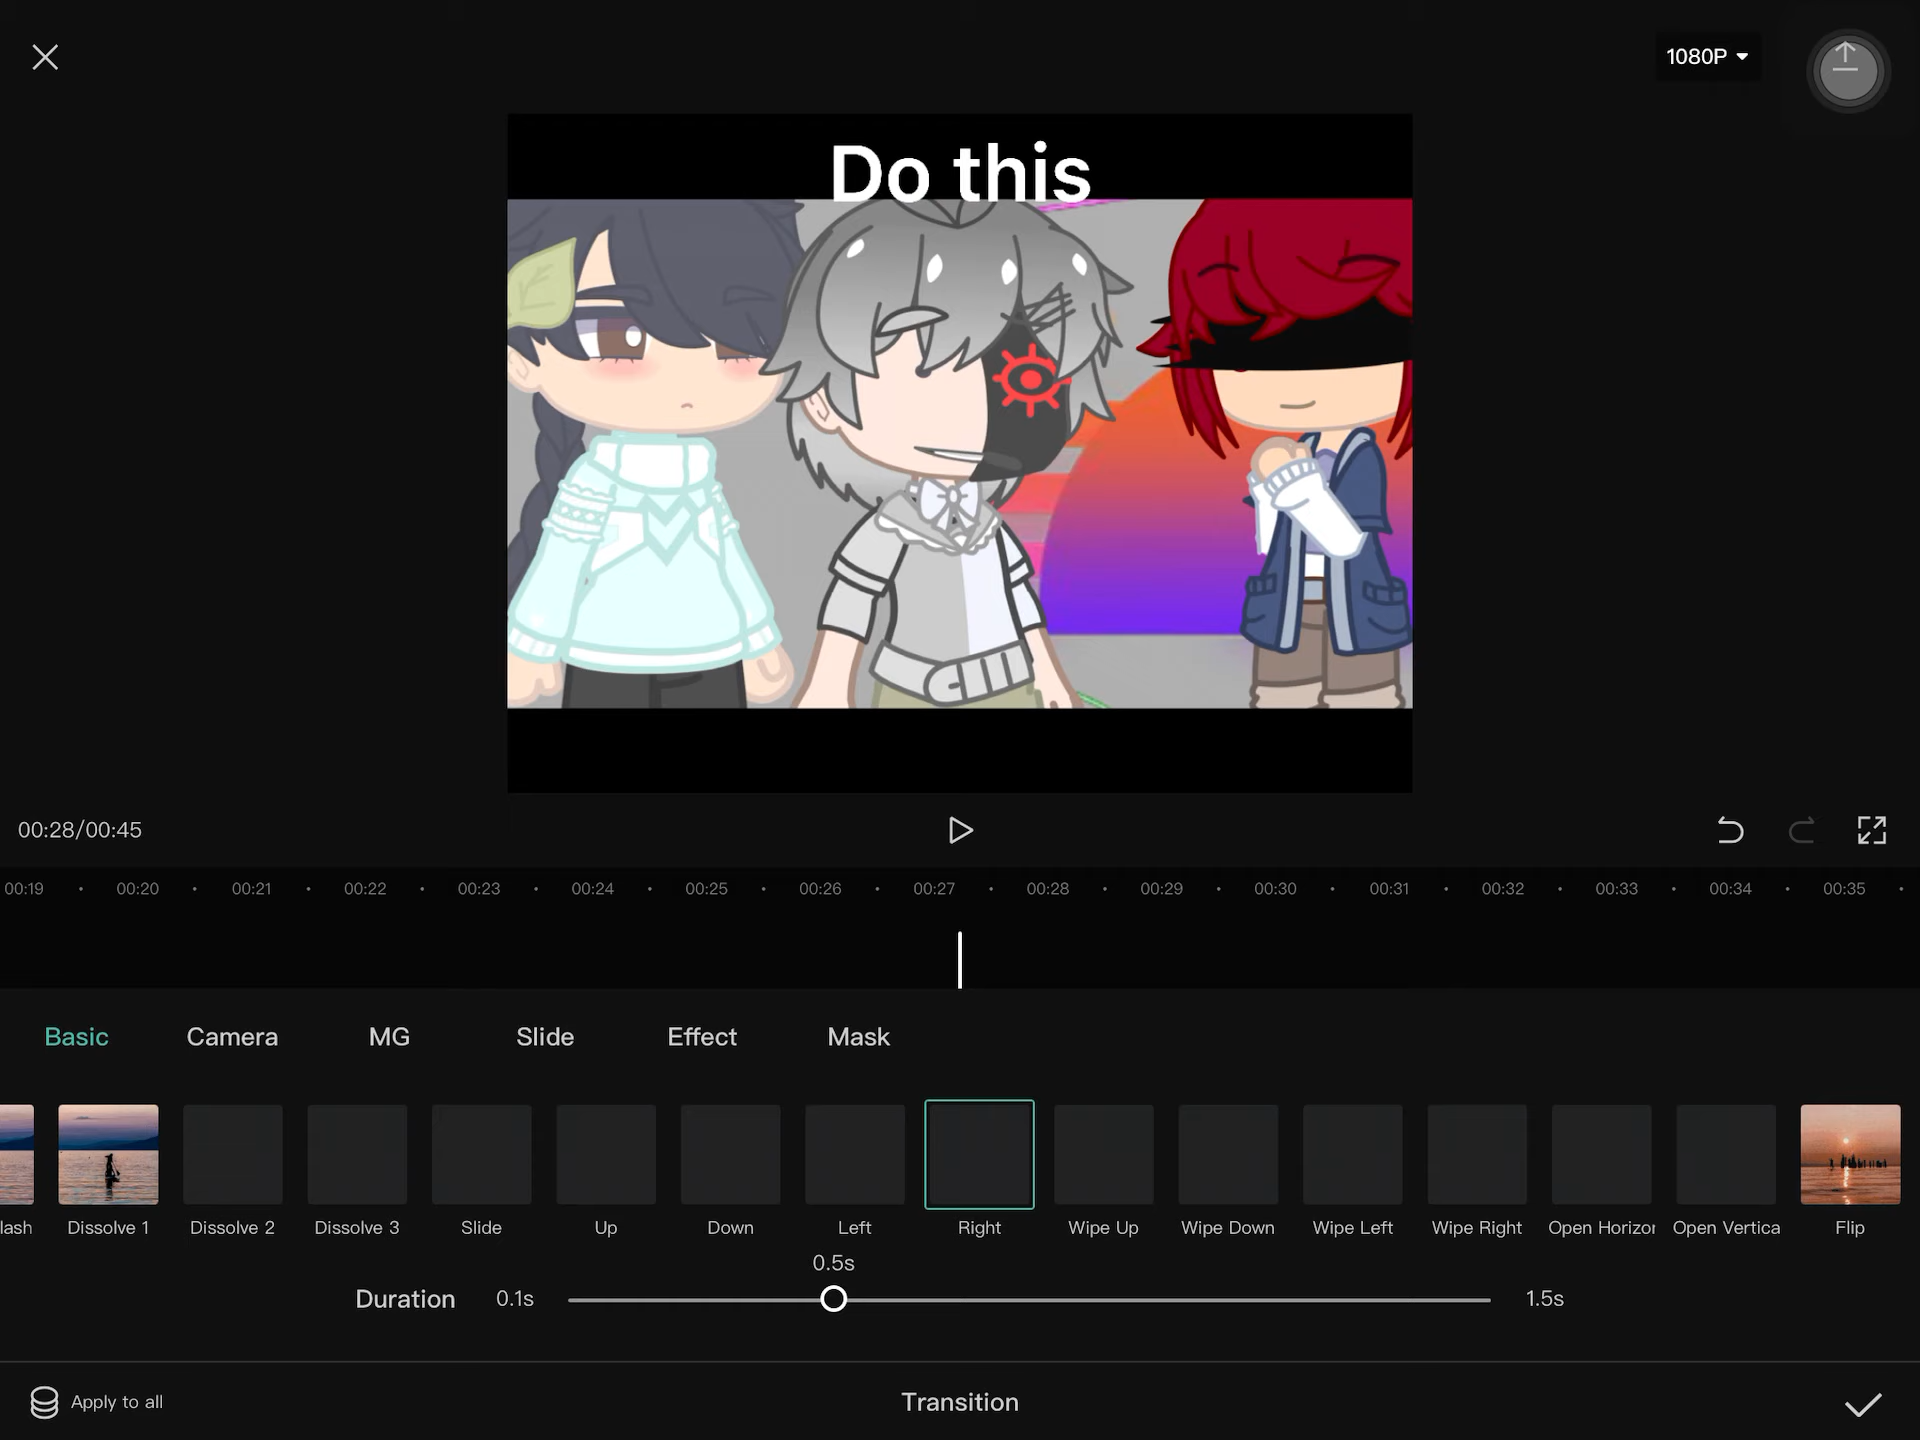 1080P
Do this
00:28/00:45
00:19 00:20 00:21 00:22 00:23 00:24 00:25 00:26 00:27 00:28 00:29 00:30 00:31 00:32 00:33 00:34 00:35
Basic Camera MG Slide Effect Mask
lash Dissolve 1 Dissolve 2 Dissolve 3 Slide Up Down Left Right Wipe Up Wipe Down Wipe Left Wipe Right Open Horizor Open Vertica Flip
0.5s
Duration 0.1s 1.5s
Apply to all Transition